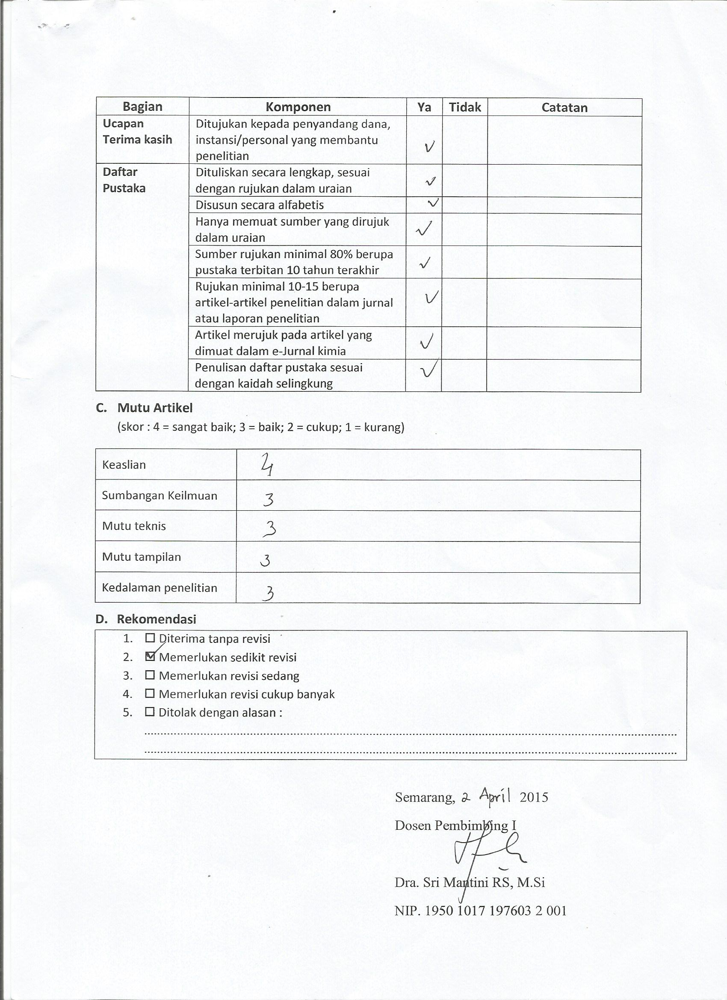 Bagian Komponen Ya Tidak Catatan
Ucapan
Terima kasih
Ditujukan kepada penyandang dana,
instansi/personal yang membantu
penelitian
√
Daftar
Pustaka
Dituliskan secara lengkap, sesuai
dengan rujukan dalam uraian
√
Disusun secara alfabetis √
Hanya memuat sumber yang dirujuk
dalam uraian
√
Sumber rujukan minimal 80% berupa
pustaka terbitan 10 tahun terakhir
√
Rujukan minimal 10-15 berupa
artikel-artikel penelitian dalam jurnal
atau laporan penelitian
√
Artikel merujuk pada artikel yang
dimuat dalam e-Jurnal kimia
√
Penulisan daftar pustaka sesuai
dengan kaidah selingkung
√
C. Mutu Artikel
(skor : 4 = sangat baik; 3 = baik; 2 = cukup; 1 = kurang)
Keaslian 4
Sumbangan Keilmuan 3
Mutu teknis 3
Mutu tampilan 3
Kedalaman penelitian 3
D. Rekomendasi
1. ☐ Diterima tanpa revisi
2. ☑ Memerlukan sedikit revisi
3. ☐ Memerlukan revisi sedang
4. ☐ Memerlukan revisi cukup banyak
5. ☐ Ditolak dengan alasan :
Semarang, 2 April 2015
Dosen Pembimbing I
Dra. Sri Mantini RS, M.Si
NIP. 1950 1017 197603 2 001